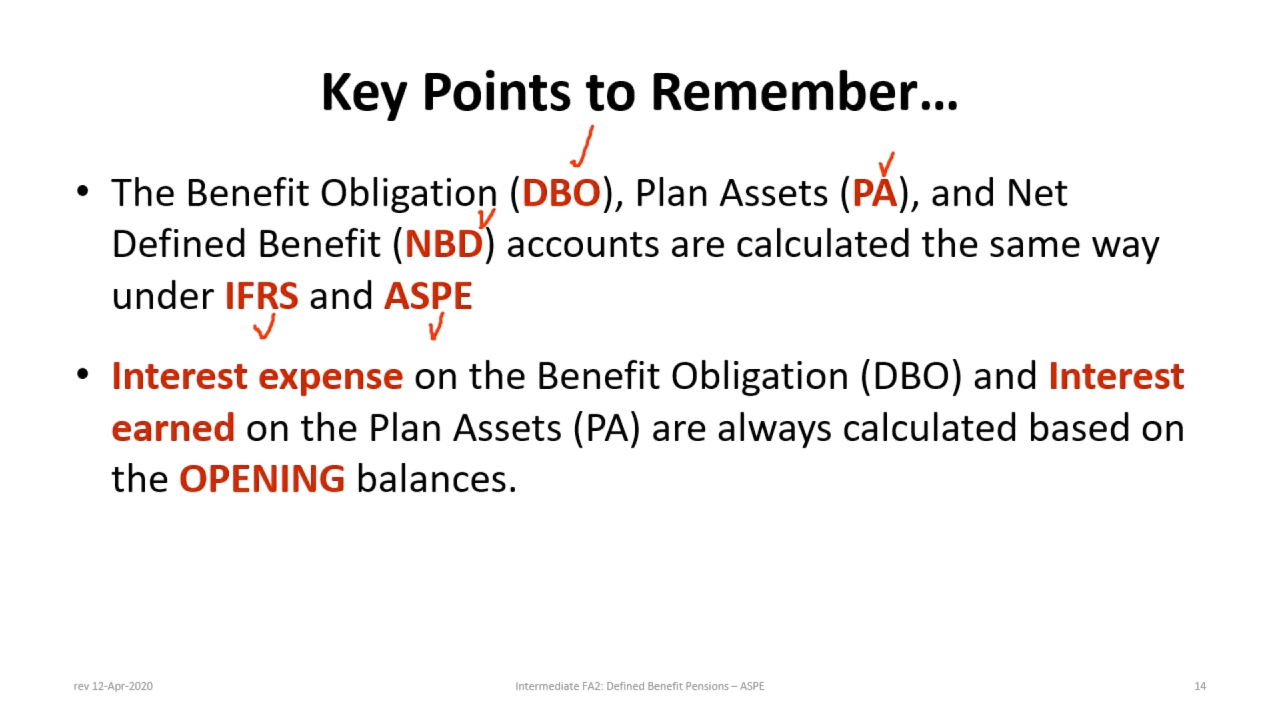 Key Points to Remember...
• The Benefit Obligation (DBO), Plan Assets (PA), and Net
Defined Benefit (NBD) accounts are calculated the same way
under IFRS and ASPE
• Interest expense on the Benefit Obligation (DBO) and Interest
earned on the Plan Assets (PA) are always calculated based on
the OPENING balances.
rev 12-Apr-2020
Intermediate FA2: Defined Benefit Pensions – ASPE
14